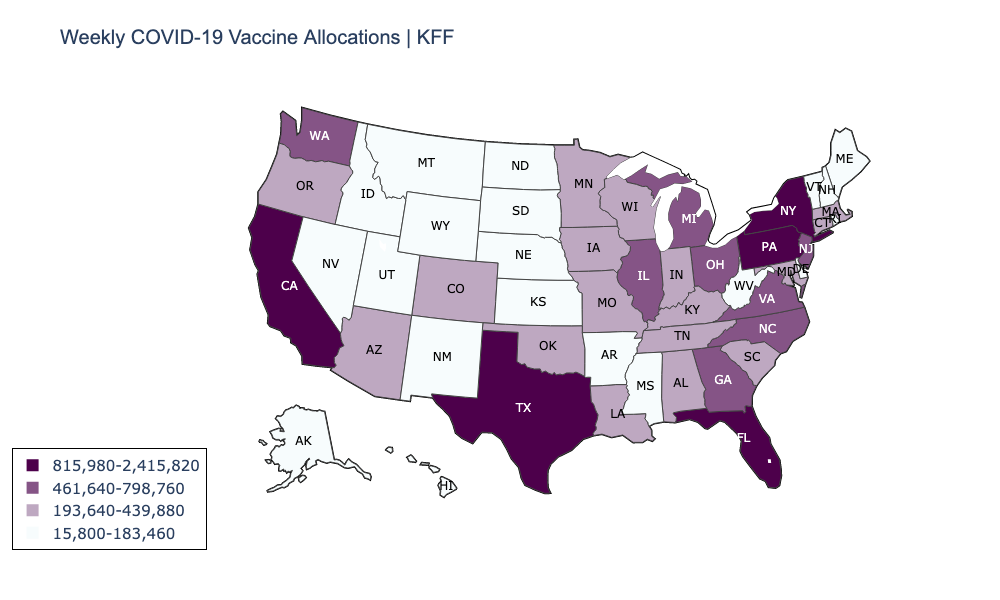 Weekly COVID-19 Vaccine Allocations | KFF
WA
MT
ND
MN
ME
OR
ID
SD
WI
VT
NH
WY
MI
NY
MA
CT
RI
NE
IA
PA
NJ
NV
UT
IL
IN
OH
MD
DE
CA
CO
KS
MO
WV
VA
KY
AZ
NM
OK
AR
TN
NC
SC
TX
MS
AL
GA
LA
FL
AK
HI
815,980-2,415,820
461,640-798,760
193,640-439,880
15,800-183,460